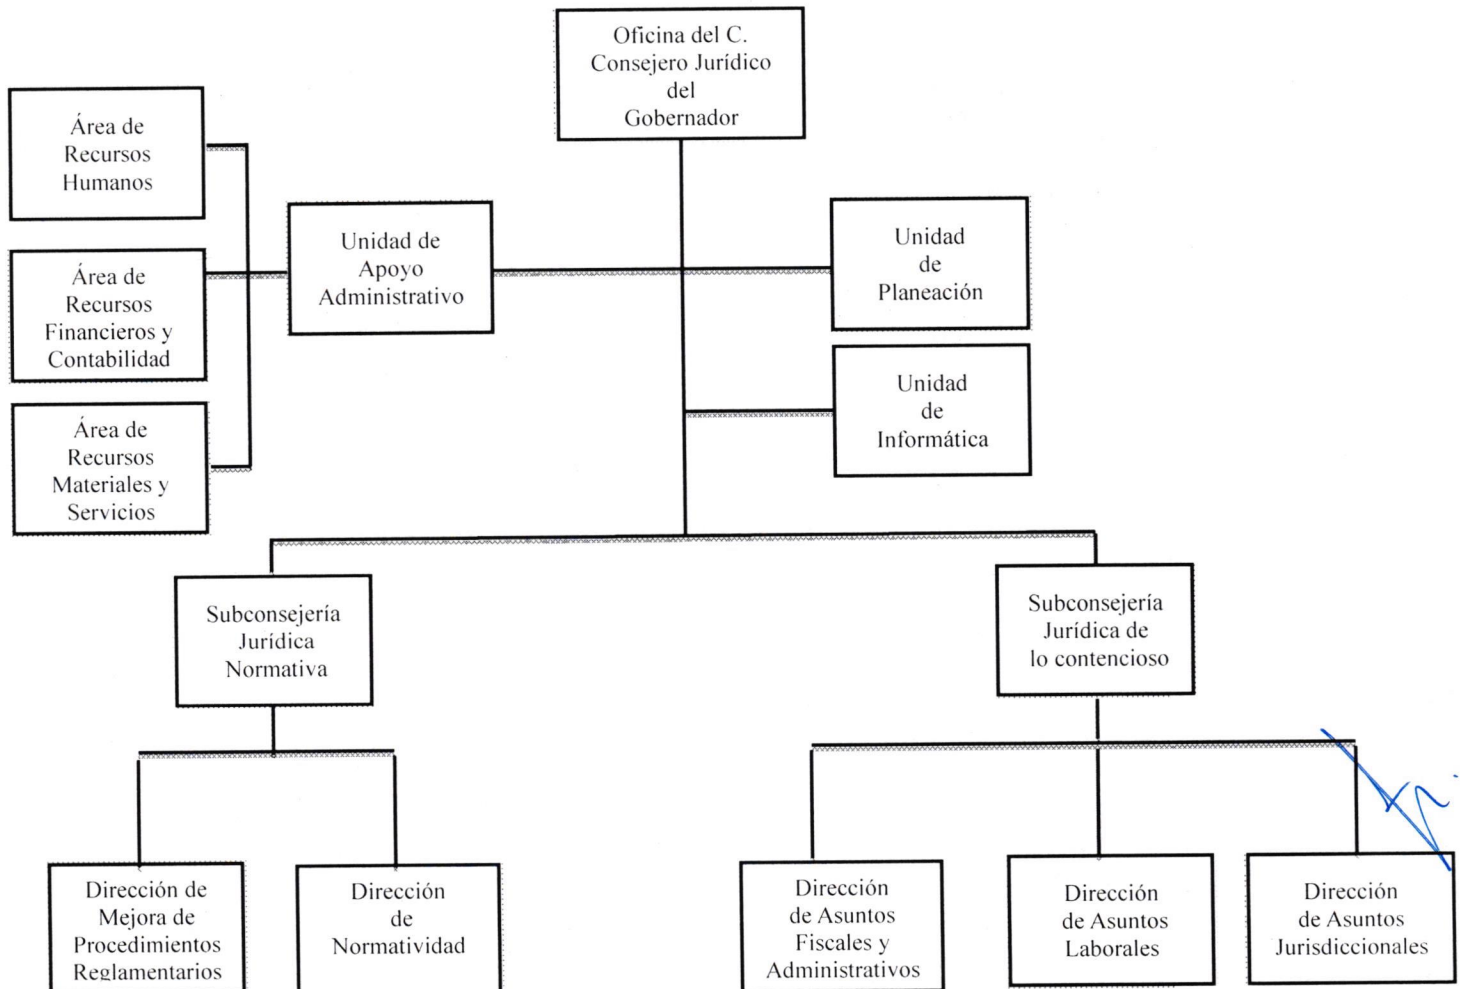 Oficina del C.
Consejero Jurídico
del
Gobernador
Área de
Recursos
Humanos
Unidad de
Apoyo
Administrativo
Unidad
de
Planeación
Área de
Recursos
Financieros y
Contabilidad
Unidad
de
Informática
Área de
Recursos
Materiales y
Servicios
Subconsejería
Jurídica
Normativa
Subconsejería
Jurídica de
lo contencioso
Dirección de
Mejora de
Procedimientos
Reglamentarios
Dirección
de
Normatividad
Dirección
de Asuntos
Fiscales y
Administrativos
Dirección
de Asuntos
Laborales
Dirección
de Asuntos
Jurisdiccionales